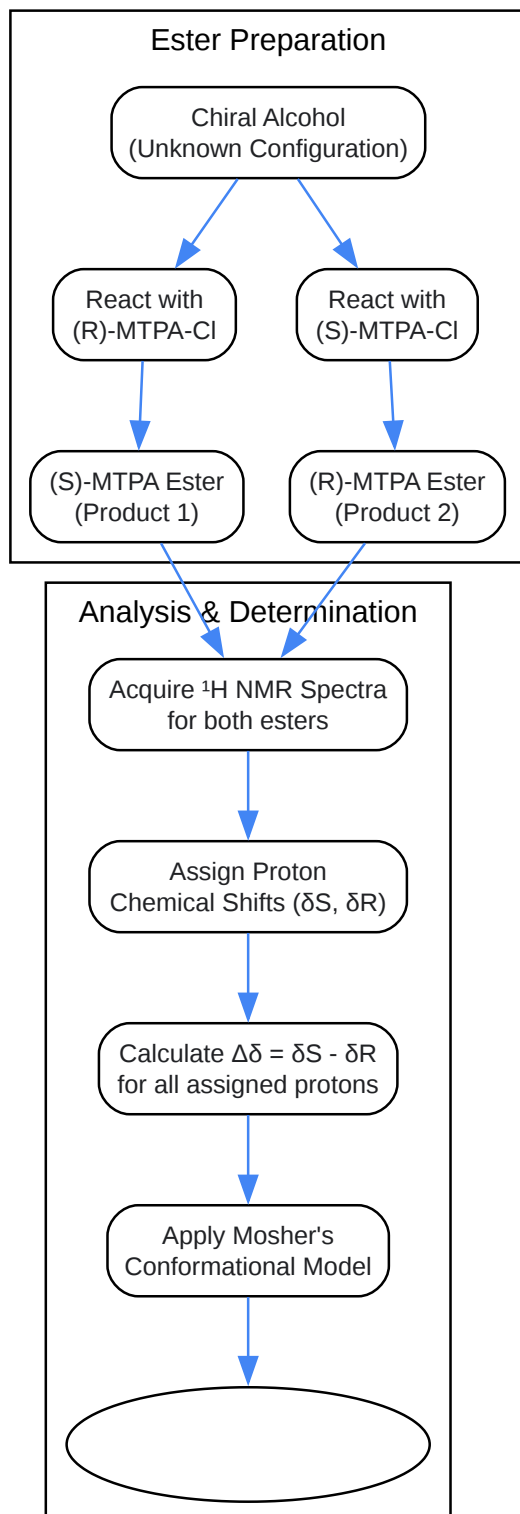 Ester Preparation
Chiral Alcohol
(Unknown Configuration)
React with
(R)-MTPA-Cl
React with
(S)-MTPA-Cl
(S)-MTPA Ester
(Product 1)
(R)-MTPA Ester
(Product 2)
Analysis & Determination
Acquire ¹H NMR Spectra
for both esters
Assign Proton
Chemical Shifts (δS, δR)
Calculate Δδ = δS - δR
for all assigned protons
Apply Mosher's
Conformational Model